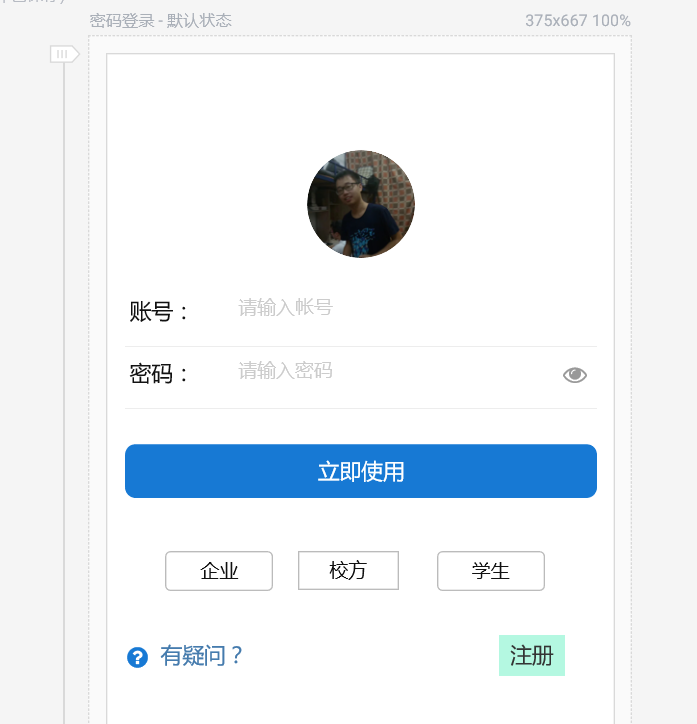 密码登录 - 默认状态
375x667 100%
账号：
请输入帐号
密码：
请输入密码
立即使用
企业
校方
学生
? 有疑问？
注册